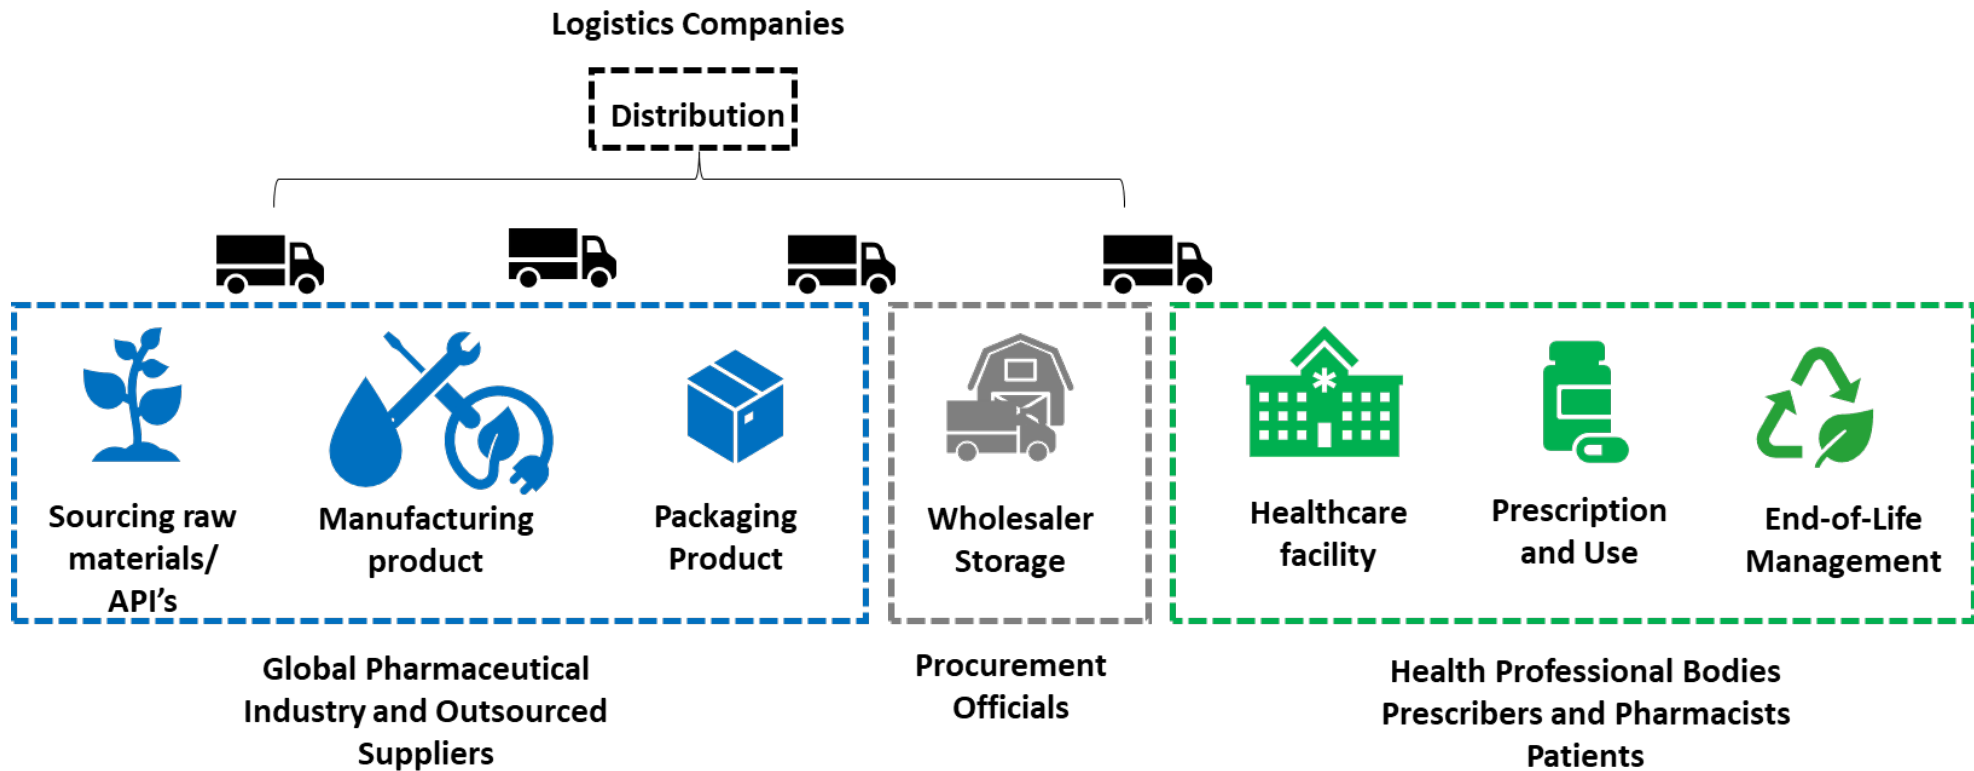 Logistics Companies
Distribution
Sourcing raw
materials/
API’s
Manufacturing
product
Packaging
Product
Wholesaler
Storage
Healthcare
facility
Prescription
and Use
End-of-Life
Management
Global Pharmaceutical
Industry and Outsourced
Suppliers
Procurement
Officials
Health Professional Bodies
Prescribers and Pharmacists
Patients